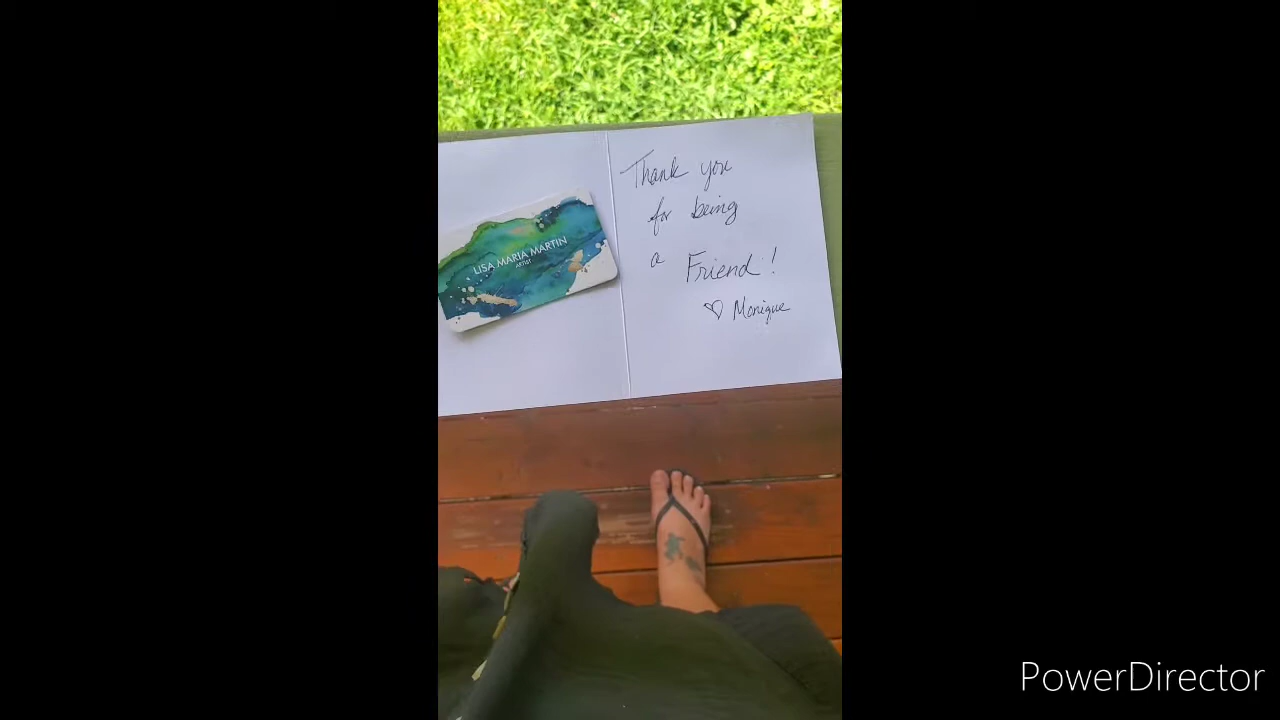 LISA MARIA MARTIN
ARTIST
Thank you
for being
a Friend!
♡ Monique
PowerDirector